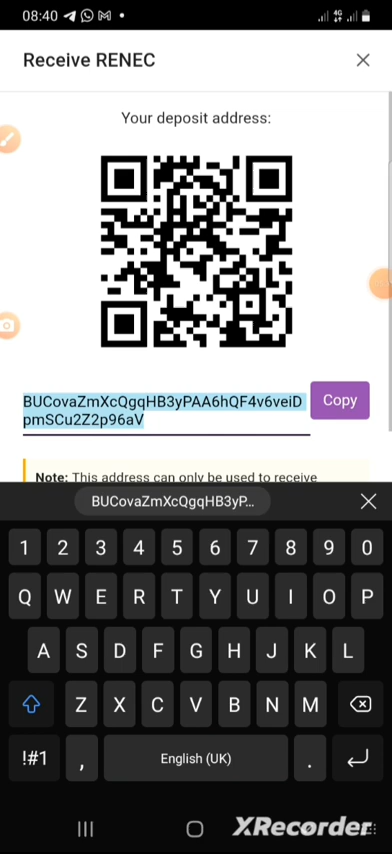 08:40
4G
Receive RENEC
Your deposit address:
BUCovaZmXcQgqHB3yPAA6hQF4v6veiD
pmSCu2Z2p96aV
Copy
Note: This address can only be used to receive
BUCovaZmXcQgqHB3yP...
1 2 3 4 5 6 7 8 9 0
Q W E R T Y U I O P
A S D F G H J K L
Z X C V B N M
!#1 , English (UK) .
XRecorder